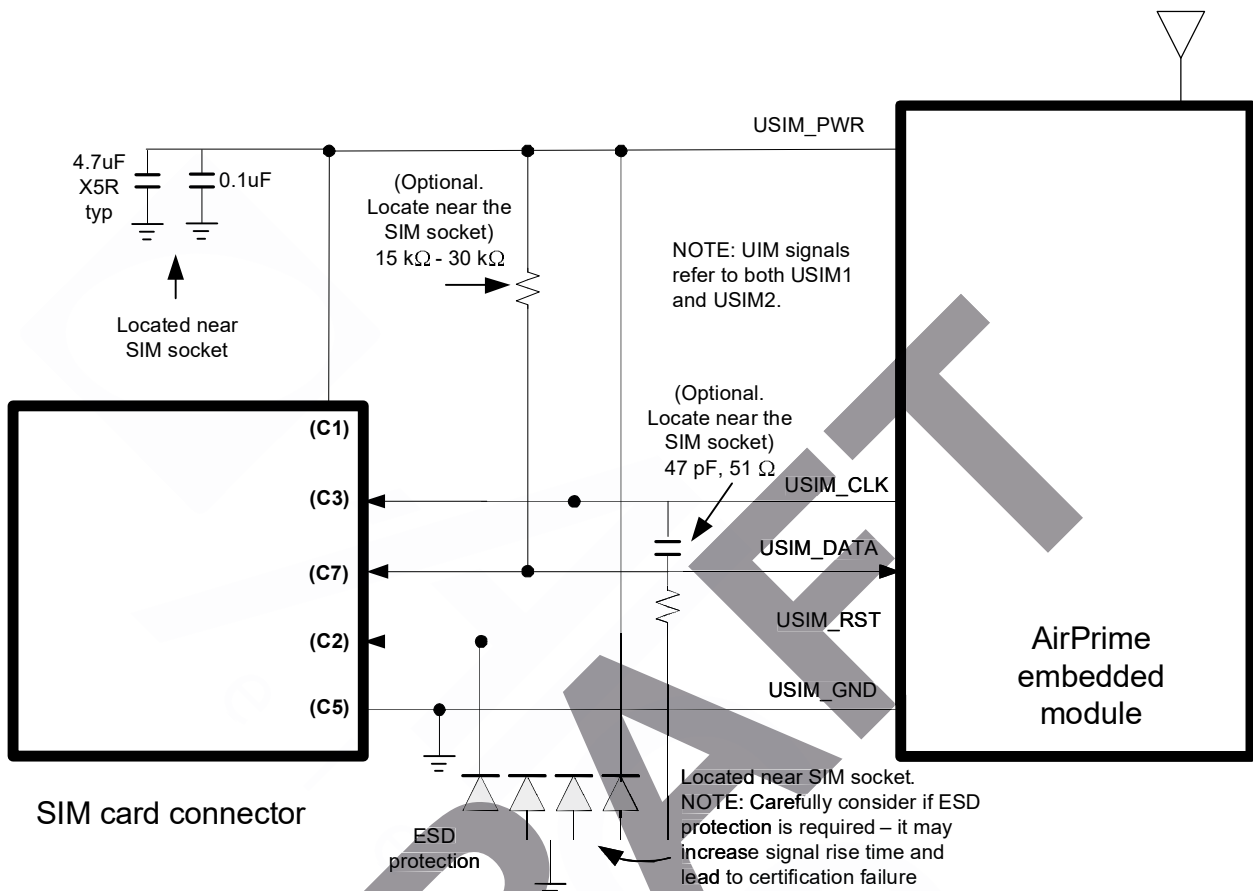 USIM_PWR
4.7uF
X5R
typ
0.1uF
(Optional.
Locate near the
SIM socket)
15 kΩ - 30 kΩ
NOTE: UIM signals
refer to both USIM1
and USIM2.
Located near
SIM socket
(Optional.
Locate near the
SIM socket)
47 pF, 51 Ω
(C1)
(C3)
USIM_CLK
USIM_DATA
(C7)
USIM_RST
(C2)
AirPrime
embedded
module
USIM_GND
(C5)
SIM card connector
ESD
protection
Located near SIM socket.
NOTE: Carefully consider if ESD
protection is required – it may
increase signal rise time and
lead to certification failure